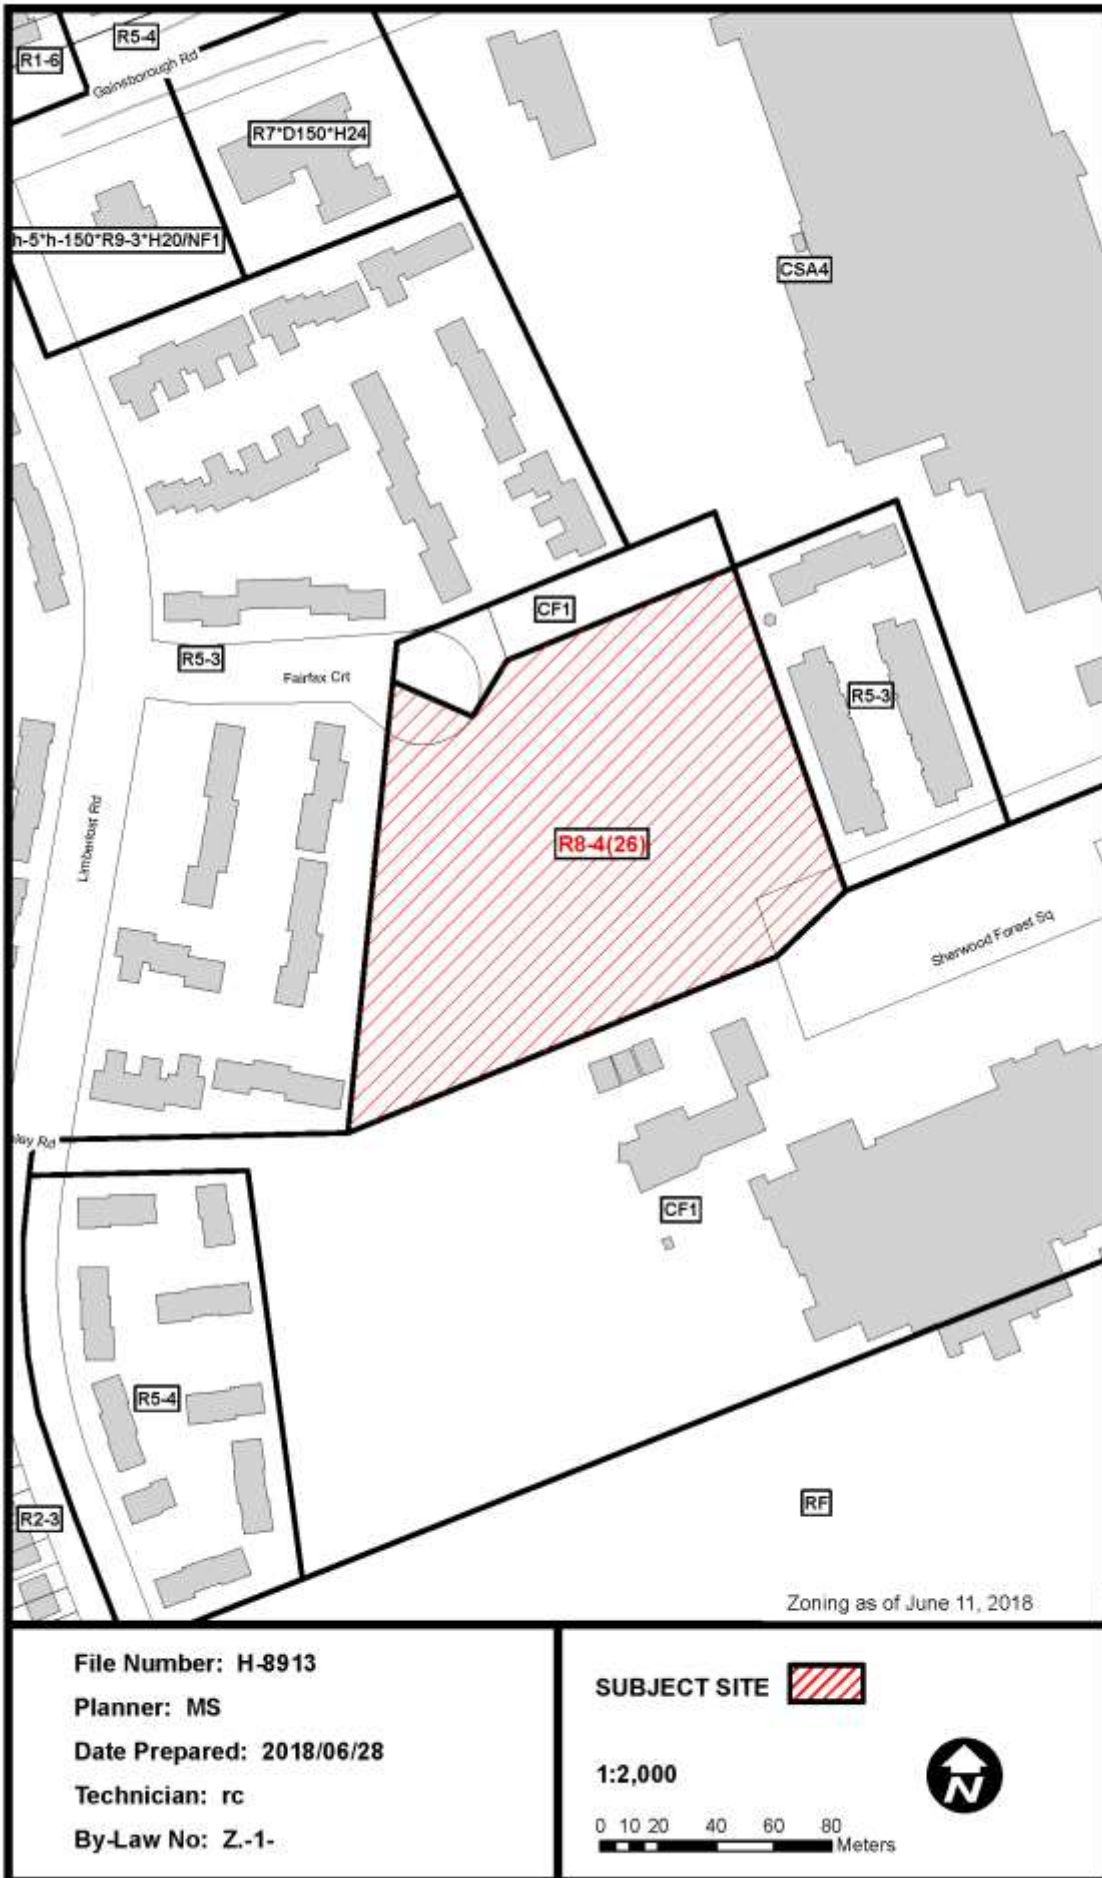 R5-4
R1-6
Gainsborough Rd
R7*D150*H24
h-5*h-150*R9-3*H20/NF1
CSA4
CF1
R5-3
Fairfax Crt
R5-3
R8-4(26)
Limberlost Rd
Sherwood Forest Sq
ley Rd
CF1
R5-4
RF
R2-3
Zoning as of June 11, 2018
File Number: H-8913
Planner: MS
Date Prepared: 2018/06/28
Technician: rc
By-Law No: Z.-1-
SUBJECT SITE
1:2,000
N
0 10 20 40 60 80
Meters